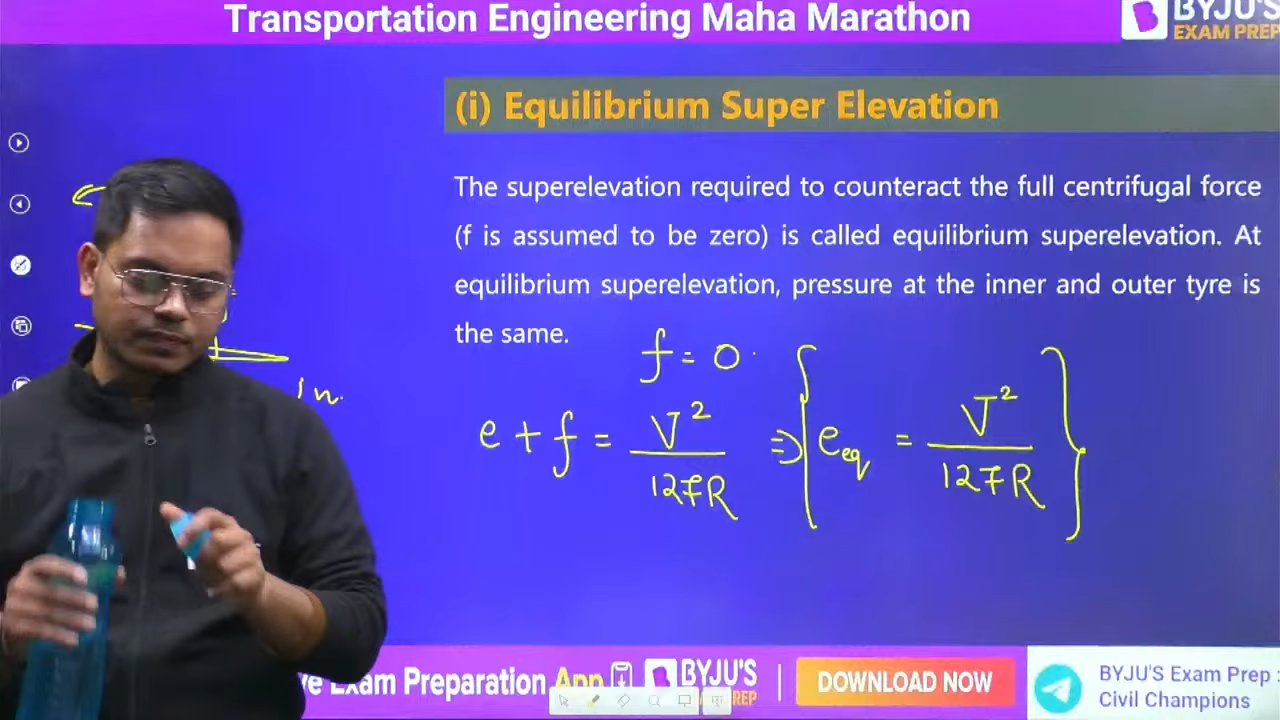 Transportation Engineering Maha Marathon
BYJU'S
EXAM PREP
(i) Equilibrium Super Elevation
The superelevation required to counteract the full centrifugal force
(f is assumed to be zero) is called equilibrium superelevation. At
equilibrium superelevation, pressure at the inner and outer tyre is
the same.
f = 0
e + f = V² / 127R ⇒ { e_eq = V² / 127R }
Exam Preparation App
BYJU'S
DOWNLOAD NOW
BYJU'S Exam Prep :
Civil Champions